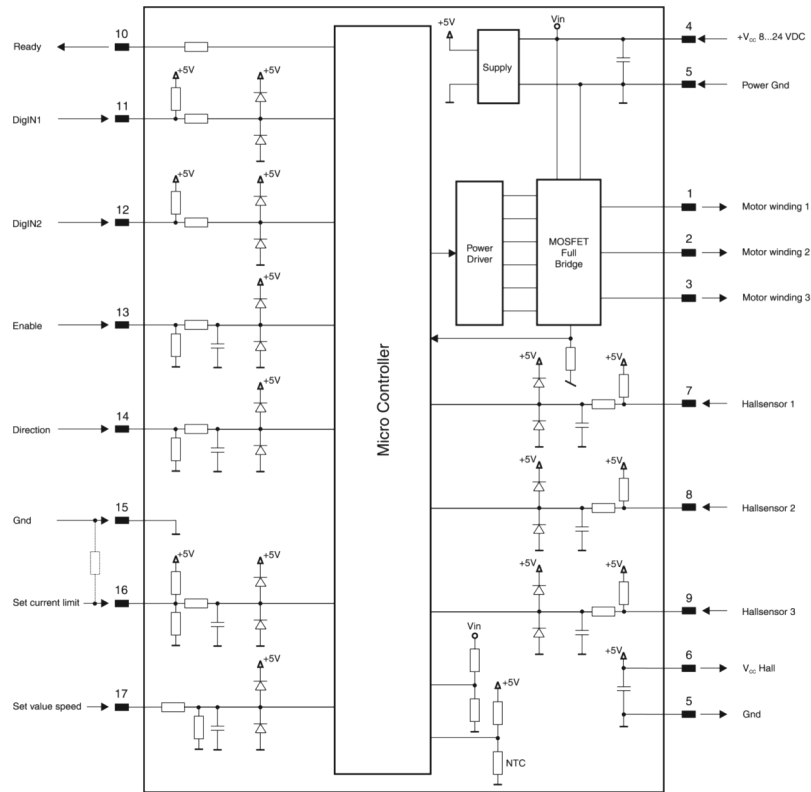 10
Ready
+5V
11
DigIN1
+5V
+5V
12
DigIN2
+5V
+5V
13
Enable
+5V
14
Direction
+5V
15
Gnd
16
Set current limit
+5V
+5V
17
Set value speed
+5V
Micro Controller
+5V
Supply
Vin
4
+Vcc 8...24 VDC
5
Power Gnd
Power
Driver
MOSFET
Full
Bridge
1
Motor winding 1
2
Motor winding 2
3
Motor winding 3
+5V
+5V
7
Hallsensor 1
+5V
+5V
8
Hallsensor 2
+5V
+5V
9
Hallsensor 3
Vin
+5V
NTC
+5V
6
Vcc Hall
5
Gnd